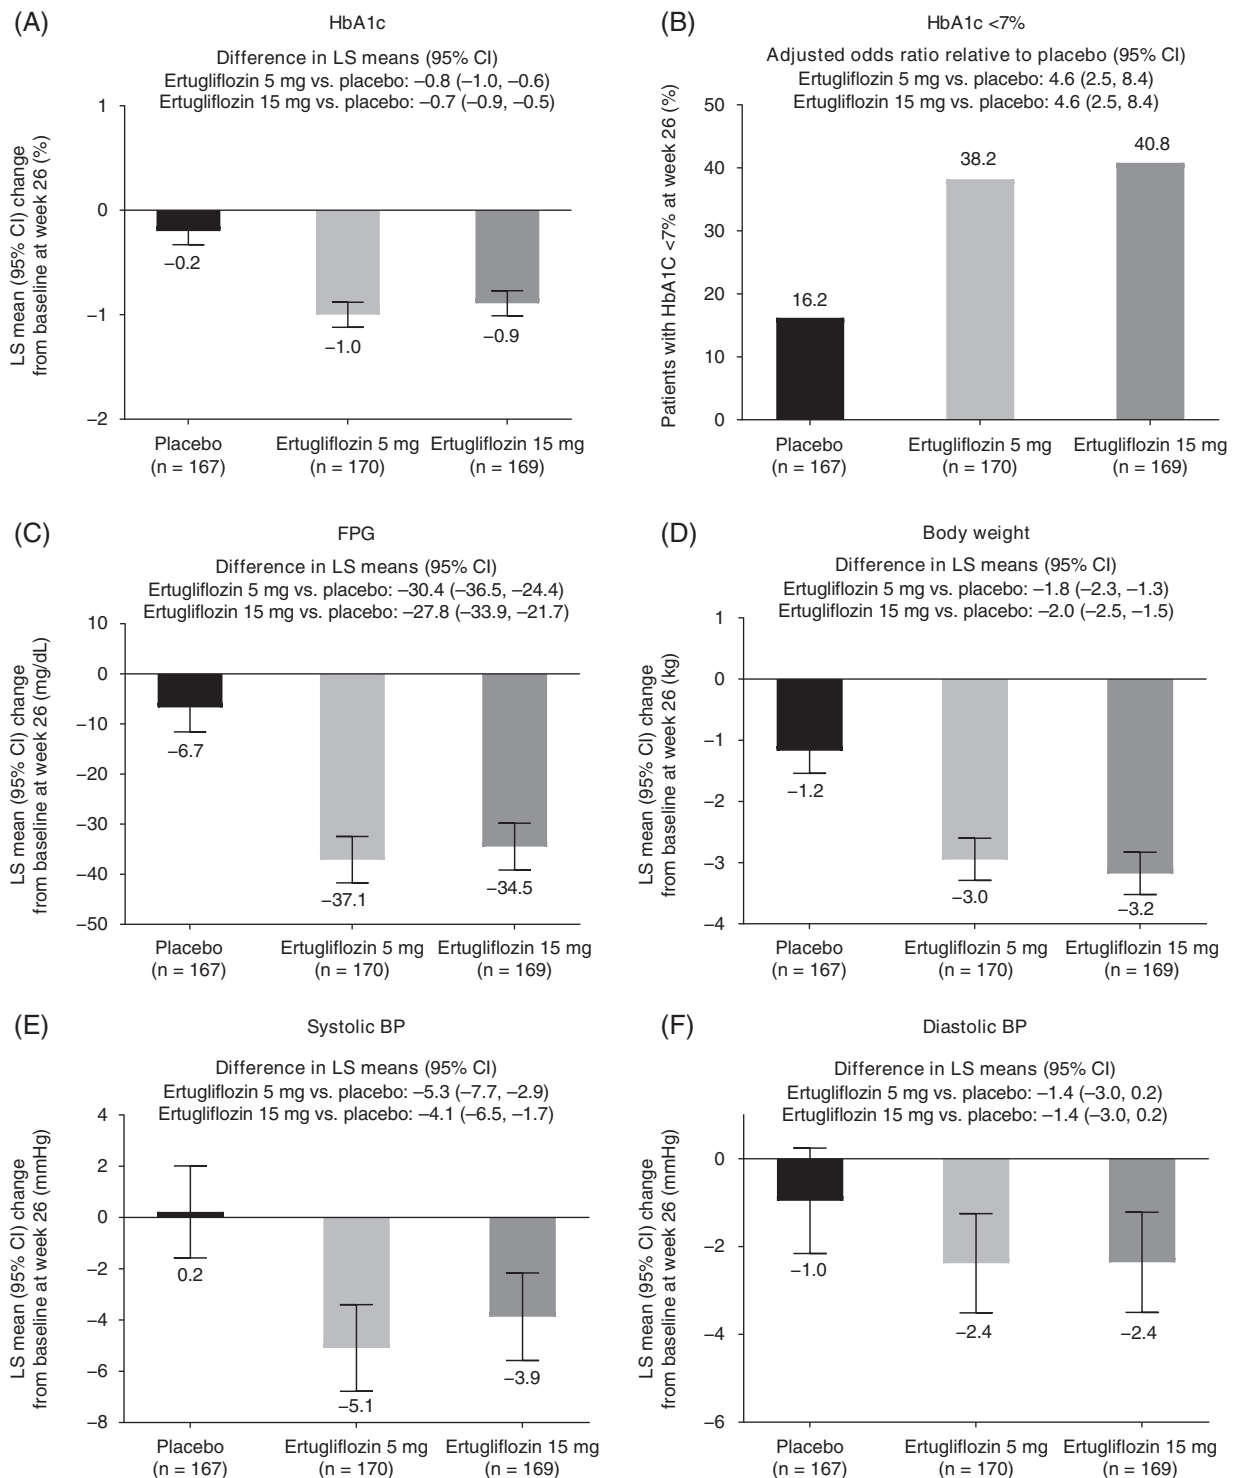 (A)
HbA1c
Difference in LS means (95% CI)
Ertugliflozin 5 mg vs. placebo: –0.8 (–1.0, –0.6)
Ertugliflozin 15 mg vs. placebo: –0.7 (–0.9, –0.5)
LS mean (95% CI) change
from baseline at week 26 (%)
1
0
–1
–2
–0.2
–1.0
–0.9
Placebo
(n = 167)
Ertugliflozin 5 mg
(n = 170)
Ertugliflozin 15 mg
(n = 169)
(B)
HbA1c <7%
Adjusted odds ratio relative to placebo (95% CI)
Ertugliflozin 5 mg vs. placebo: 4.6 (2.5, 8.4)
Ertugliflozin 15 mg vs. placebo: 4.6 (2.5, 8.4)
Patients with HbA1C <7% at week 26 (%)
50
40
30
20
10
0
16.2
38.2
40.8
Placebo
(n = 167)
Ertugliflozin 5 mg
(n = 170)
Ertugliflozin 15 mg
(n = 169)
(C)
FPG
Difference in LS means (95% CI)
Ertugliflozin 5 mg vs. placebo: –30.4 (–36.5, –24.4)
Ertugliflozin 15 mg vs. placebo: –27.8 (–33.9, –21.7)
LS mean (95% CI) change
from baseline at week 26 (mg/dL)
10
0
–10
–20
–30
–40
–50
–6.7
–37.1
–34.5
Placebo
(n = 167)
Ertugliflozin 5 mg
(n = 170)
Ertugliflozin 15 mg
(n = 169)
(D)
Body weight
Difference in LS means (95% CI)
Ertugliflozin 5 mg vs. placebo: –1.8 (–2.3, –1.3)
Ertugliflozin 15 mg vs. placebo: –2.0 (–2.5, –1.5)
LS mean (95% CI) change
from baseline at week 26 (kg)
1
0
–1
–2
–3
–4
–1.2
–3.0
–3.2
Placebo
(n = 167)
Ertugliflozin 5 mg
(n = 170)
Ertugliflozin 15 mg
(n = 169)
(E)
Systolic BP
Difference in LS means (95% CI)
Ertugliflozin 5 mg vs. placebo: –5.3 (–7.7, –2.9)
Ertugliflozin 15 mg vs. placebo: –4.1 (–6.5, –1.7)
LS mean (95% CI) change
from baseline at week 26 (mmHg)
4
2
0
–2
–4
–6
–8
0.2
–5.1
–3.9
Placebo
(n = 167)
Ertugliflozin 5 mg
(n = 170)
Ertugliflozin 15 mg
(n = 169)
(F)
Diastolic BP
Difference in LS means (95% CI)
Ertugliflozin 5 mg vs. placebo: –1.4 (–3.0, 0.2)
Ertugliflozin 15 mg vs. placebo: –1.4 (–3.0, 0.2)
LS mean (95% CI) change
from baseline at week 26 (mmHg)
0
–2
–4
–6
–1.0
–2.4
–2.4
Placebo
(n = 167)
Ertugliflozin 5 mg
(n = 170)
Ertugliflozin 15 mg
(n = 169)